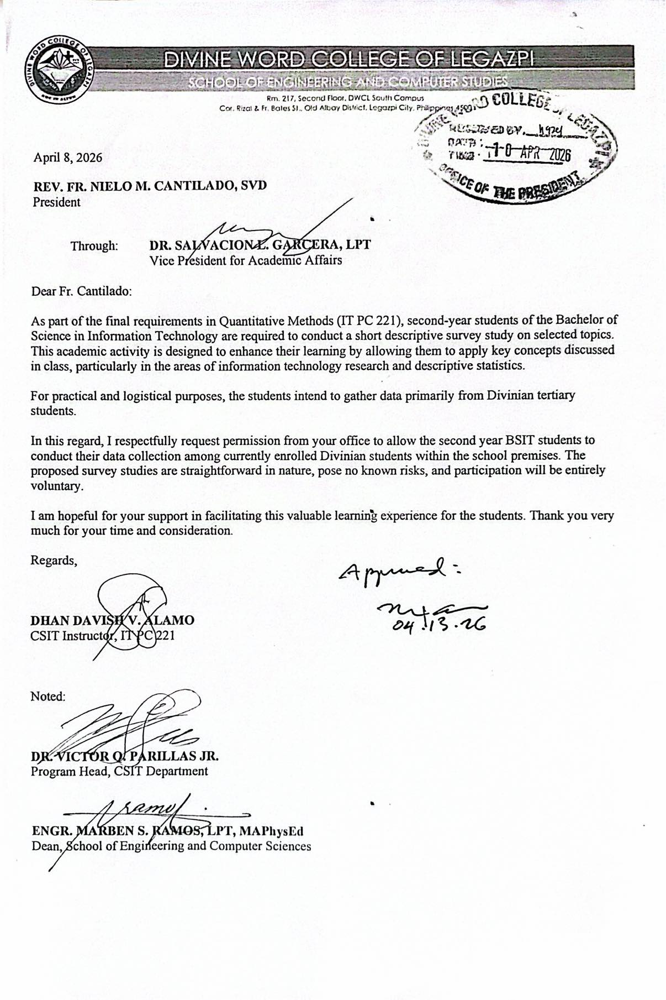 DIVINE WORD COLLEGE OF LEGAZPI
DIVINE WORD COLLEGE OF LEGAZPI
SCHOOL OF ENGINEERING AND COMPUTER STUDIES
Rm. 217, Second Floor, DWCL South Campus
Cor. Rizal & Fr. Bates St., Old Albay District, Legazpi City, Philippines 4500
COLLEGE OF LEGAZPI
RECEIVED BY.
DATE: 10 APR 2026
TIME:
OFFICE OF THE PRESIDENT
April 8, 2026
REV. FR. NIELO M. CANTILADO, SVD
President
Through: DR. SALVACION L. GARCERA, LPT
Vice President for Academic Affairs
Dear Fr. Cantilado:
As part of the final requirements in Quantitative Methods (IT PC 221), second-year students of the Bachelor of
Science in Information Technology are required to conduct a short descriptive survey study on selected topics.
This academic activity is designed to enhance their learning by allowing them to apply key concepts discussed
in class, particularly in the areas of information technology research and descriptive statistics.
For practical and logistical purposes, the students intend to gather data primarily from Divinian tertiary
students.
In this regard, I respectfully request permission from your office to allow the second year BSIT students to
conduct their data collection among currently enrolled Divinian students within the school premises. The
proposed survey studies are straightforward in nature, pose no known risks, and participation will be entirely
voluntary.
I am hopeful for your support in facilitating this valuable learning experience for the students. Thank you very
much for your time and consideration.
Regards,
Approved:
04.13.26
DHAN DAVISH V. ALAMO
CSIT Instructor, IT PC 221
Noted:
DR. VICTOR Q. PARILLAS JR.
Program Head, CSIT Department
ENGR. MARBEN S. RAMOS, LPT, MAPhysEd
Dean, School of Engineering and Computer Sciences